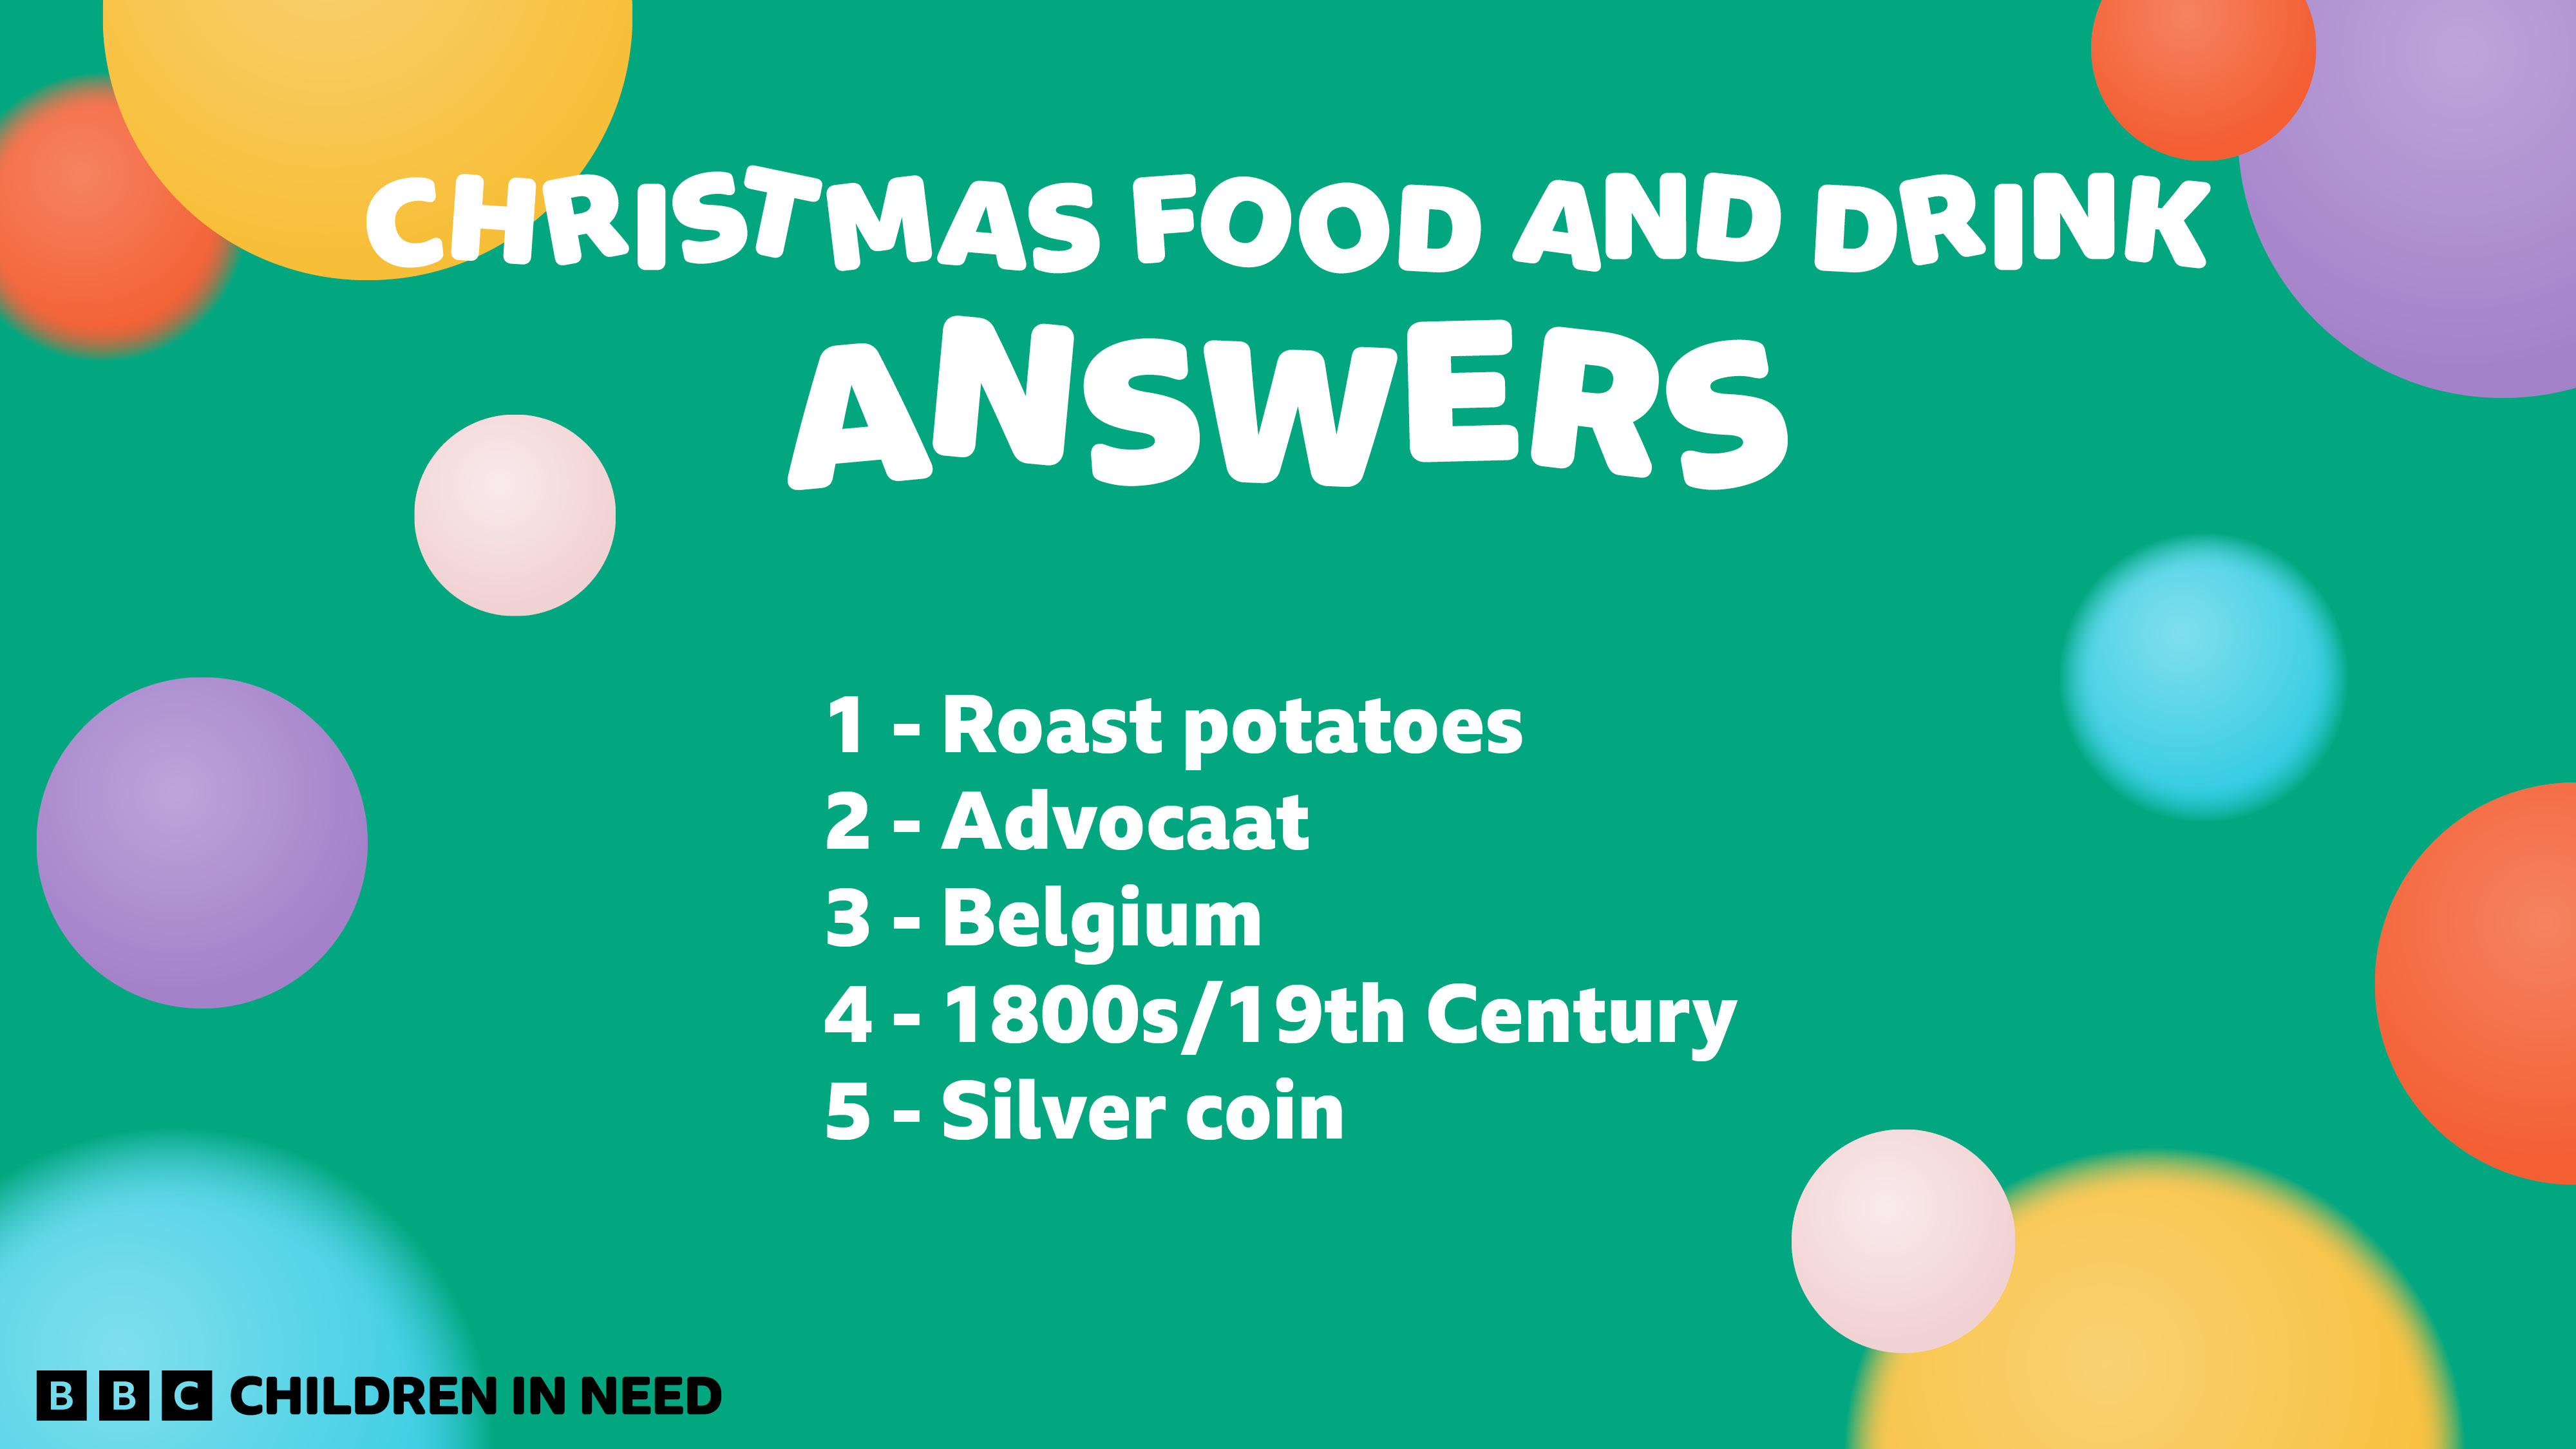 CHRISTMAS FOOD AND DRINK
ANSWERS
1 - Roast potatoes
2 - Advocaat
3 - Belgium
4 - 1800s/19th Century
5 - Silver coin
BBC CHILDREN IN NEED